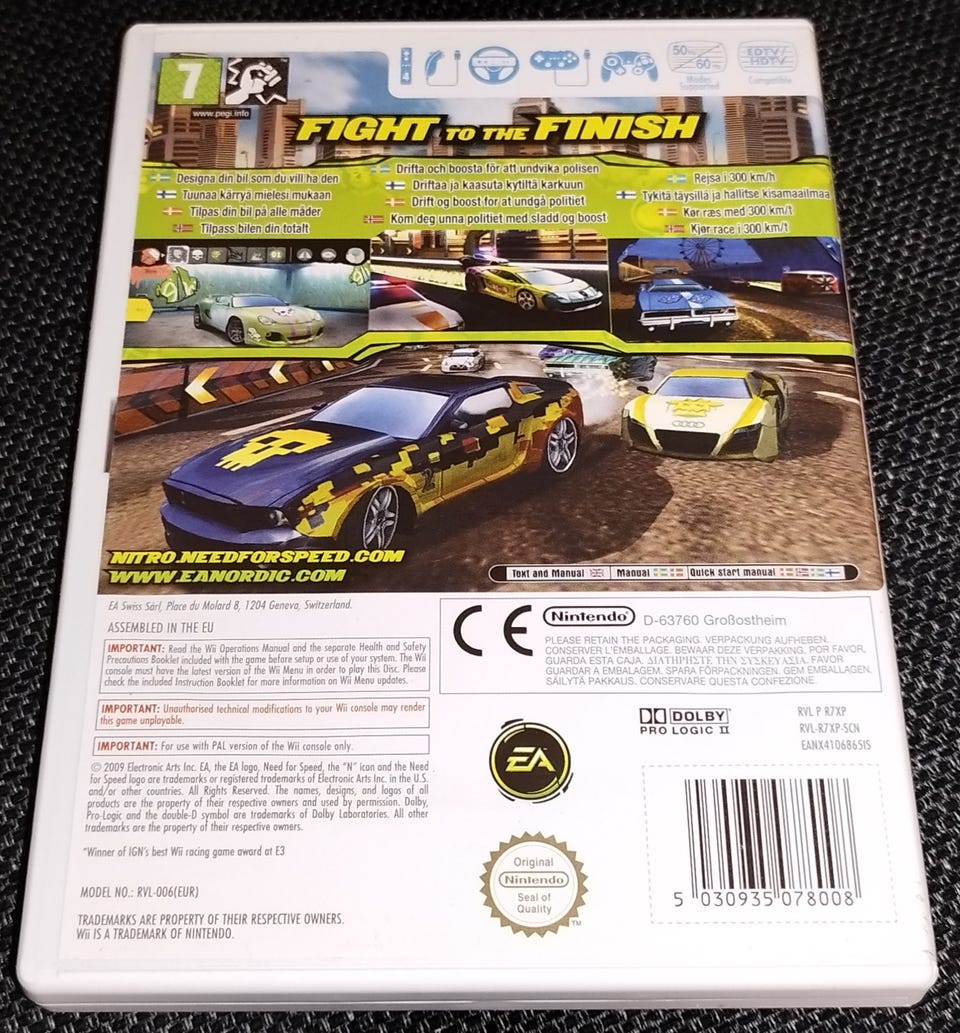 7
www.pegi.info
50Hz
60Hz
Modes
Supported
EDTV/
HDTV
Compatible
FIGHT TO THE FINISH
Designa din bil som du vill ha den
Tuunaa kärryä mielesi mukaan
Tilpas din bil på alle måder
Tilpass bilen din totalt
Drifta och boosta för att undvika polisen
Driftaa ja kaasuta kytiltä karkuun
Drift og boost for at undgå politiet
Kom deg unna politiet med sladd og boost
Rejsa i 300 km/h
Tykitä täysillä ja hallitse kisamaailmaa
Kør ræs med 300 km/t
Kjør race i 300 km/t
NITRO.NEEDFORSPEED.COM
WWW.EANORDIC.COM
Text and Manual
Manual
Quick start manual
EA Swiss Sàrl, Place du Molard 8, 1204 Geneva, Switzerland.
ASSEMBLED IN THE EU
IMPORTANT: Read the Wii Operations Manual and the separate Health and Safety
Precautions Booklet included with the game before setup or use of your system. The Wii
console must have the latest version of the Wii Menu in order to play this Disc. Please
check the included Instruction Booklet for more information on Wii Menu updates.
IMPORTANT: Unauthorised technical modifications to your Wii console may render
this game unplayable.
IMPORTANT: For use with PAL version of the Wii console only.
© 2009 Electronic Arts Inc. EA, the EA logo, Need for Speed, the "N" icon and the Need
for Speed logo are trademarks or registered trademarks of Electronic Arts Inc. in the U.S.
and/or other countries. All Rights Reserved. The names, designs, and logos of all
products are the property of their respective owners and used by permission. Dolby,
Pro-Logic and the double-D symbol are trademarks of Dolby Laboratories. All other
trademarks are the property of their respective owners.
*Winner of IGN's best Wii racing game award at E3
MODEL NO.: RVL-006(EUR)
TRADEMARKS ARE PROPERTY OF THEIR RESPECTIVE OWNERS.
Wii IS A TRADEMARK OF NINTENDO.
CE
Nintendo
D-63760 Großostheim
PLEASE RETAIN THE PACKAGING. VERPACKUNG AUFHEBEN.
CONSERVER L'EMBALLAGE. BEWAAR DEZE VERPAKKING. POR FAVOR,
GUARDA ESTA CAJA. ΔΙΑΤΗΡΗΣΤΕ ΤΗΝ ΣΥΣΚΕΥΑΣΙΑ. FAVOR
GUARDAR A EMBALAGEM. SPARA FÖRPACKNINGEN. GEM EMBALLAGEN.
SÄILYTÄ PAKKAUS. CONSERVARE QUESTA CONFEZIONE.
EA
DOLBY
PRO LOGIC II
RVL P R7XP
RVL-R7XP-SCN
EANX4106865IS
Original
Nintendo
Seal of
Quality
TM
5 030935 078008